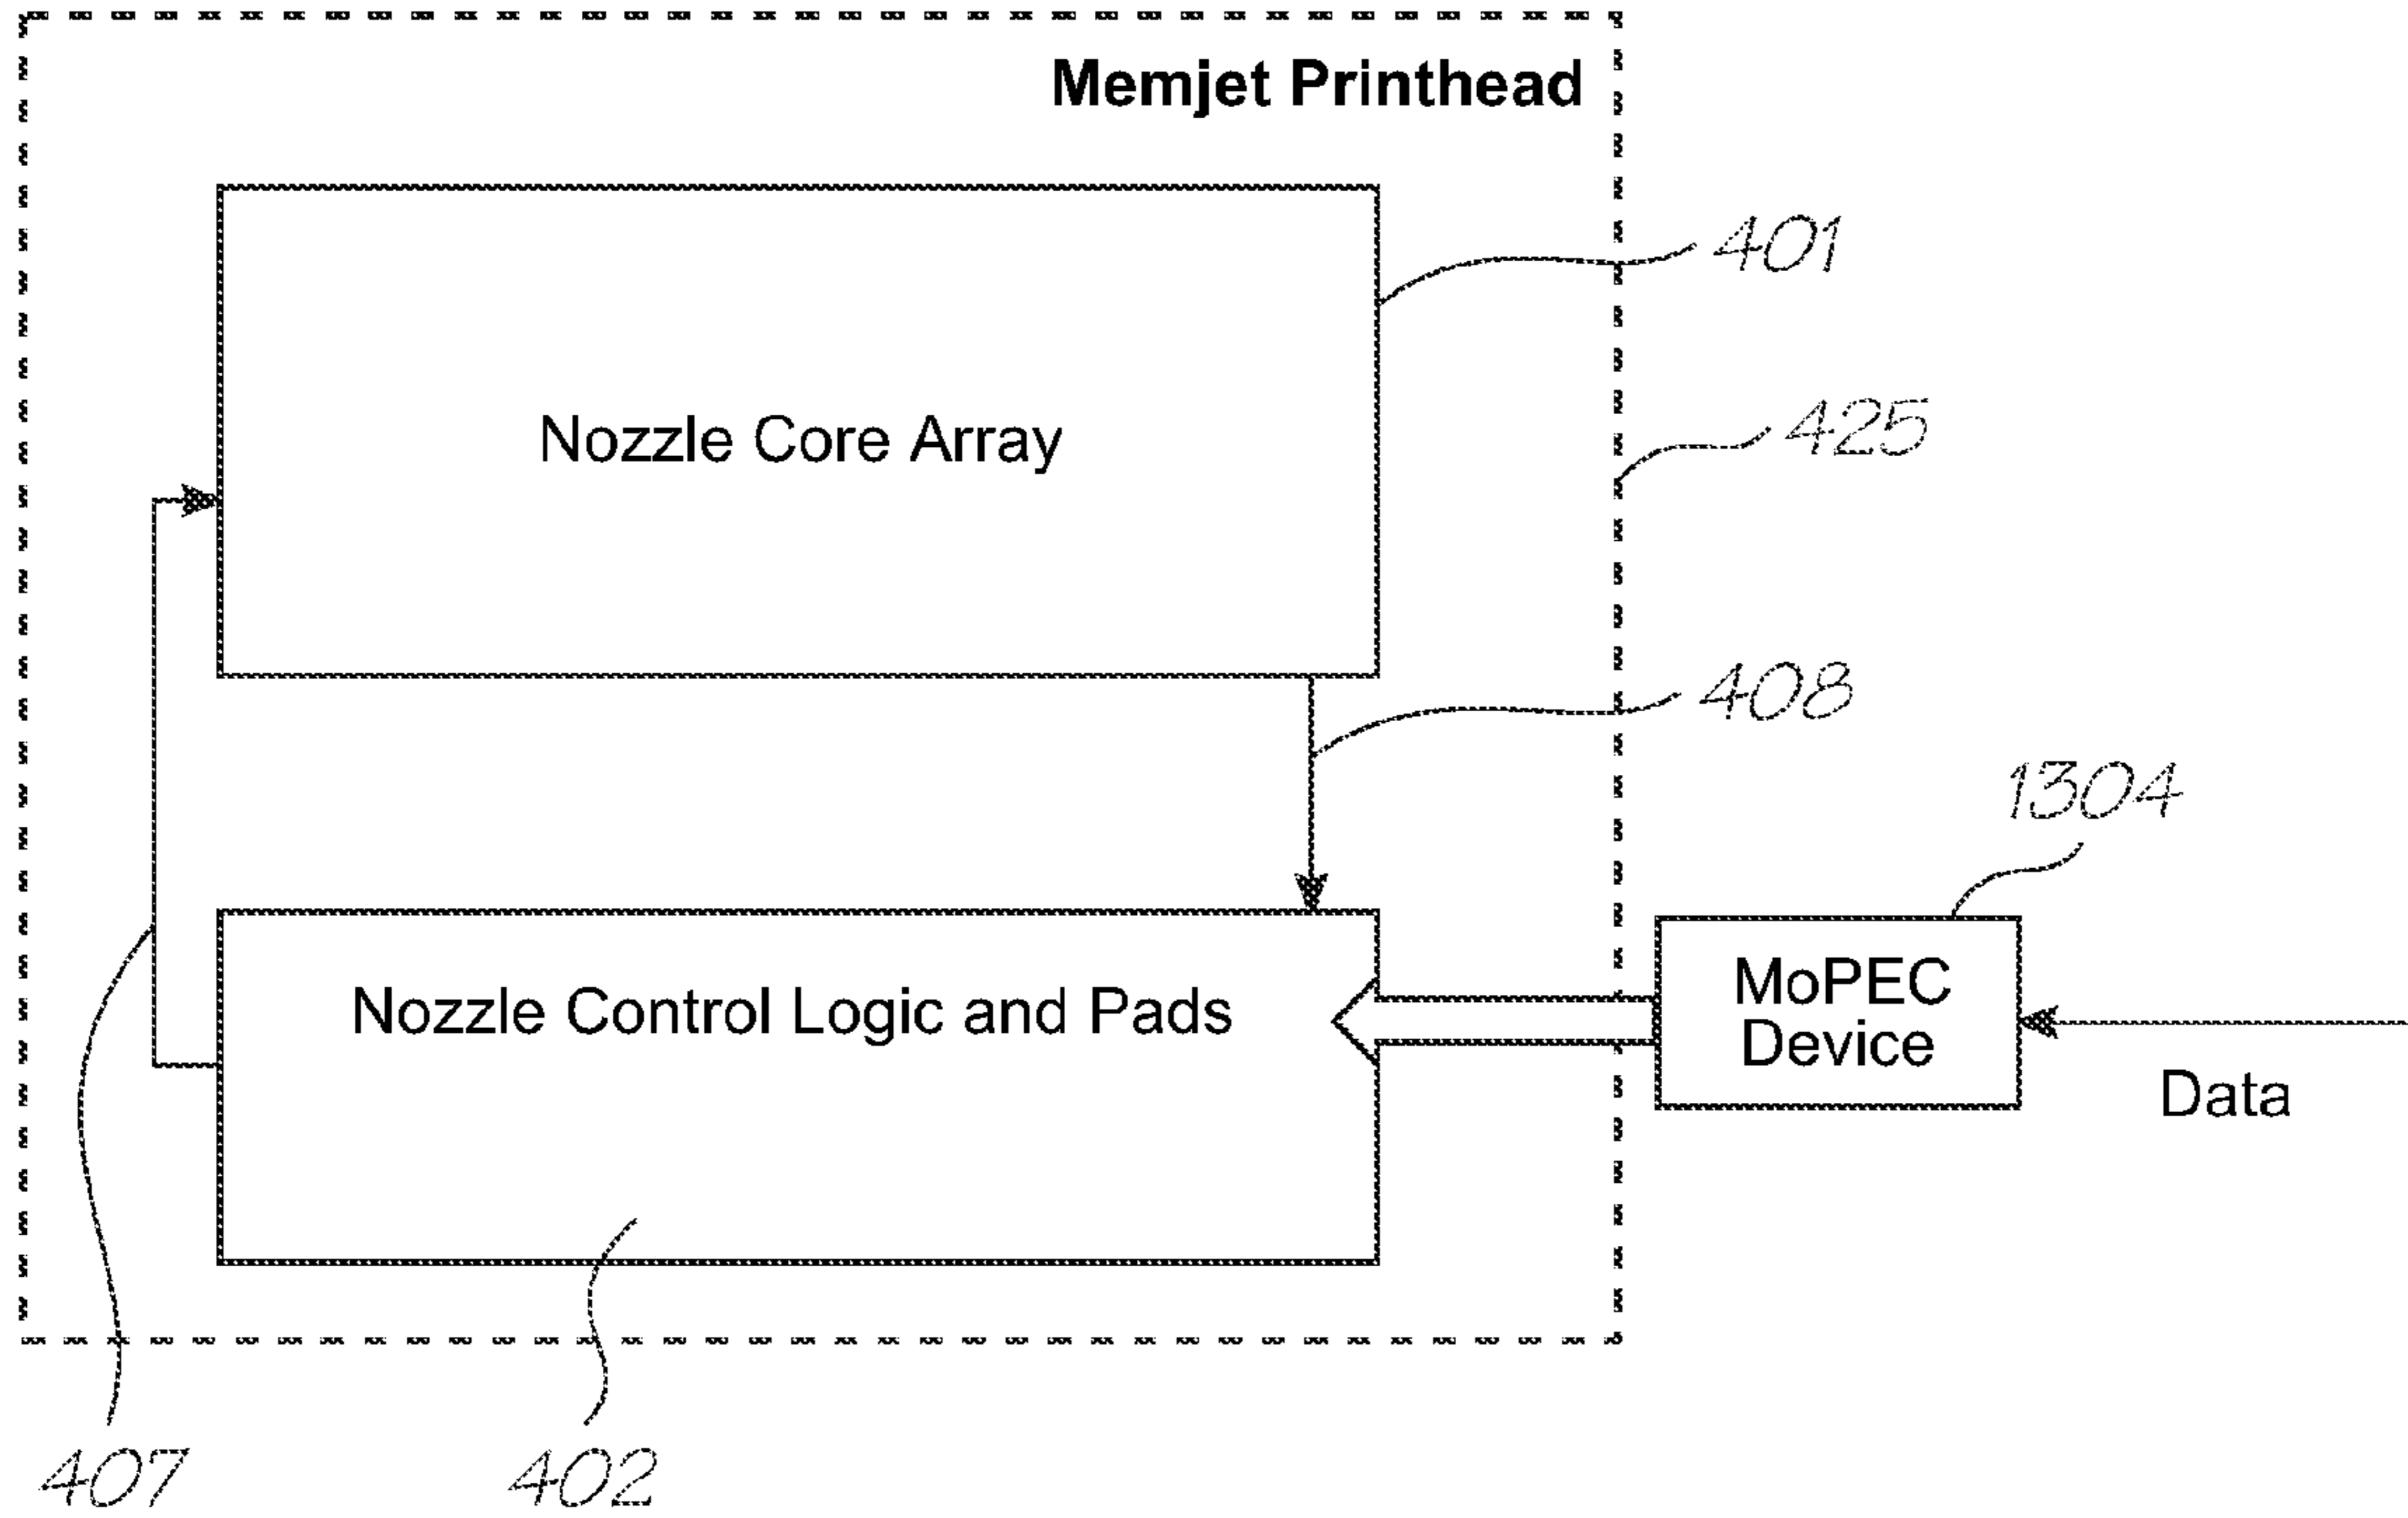 Memjet Printhead
401
Nozzle Core Array
425
408
1304
Nozzle Control Logic and Pads
MoPEC
Device
Data
407
402